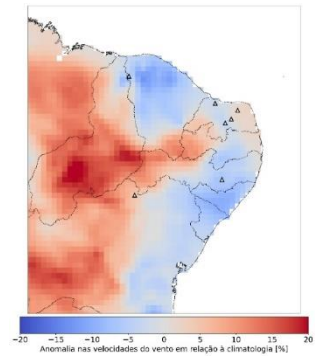 −20 −15 −10 −5 0 5 10 15 20
Anomalia nas velocidades do vento em relação à climatologia [%]